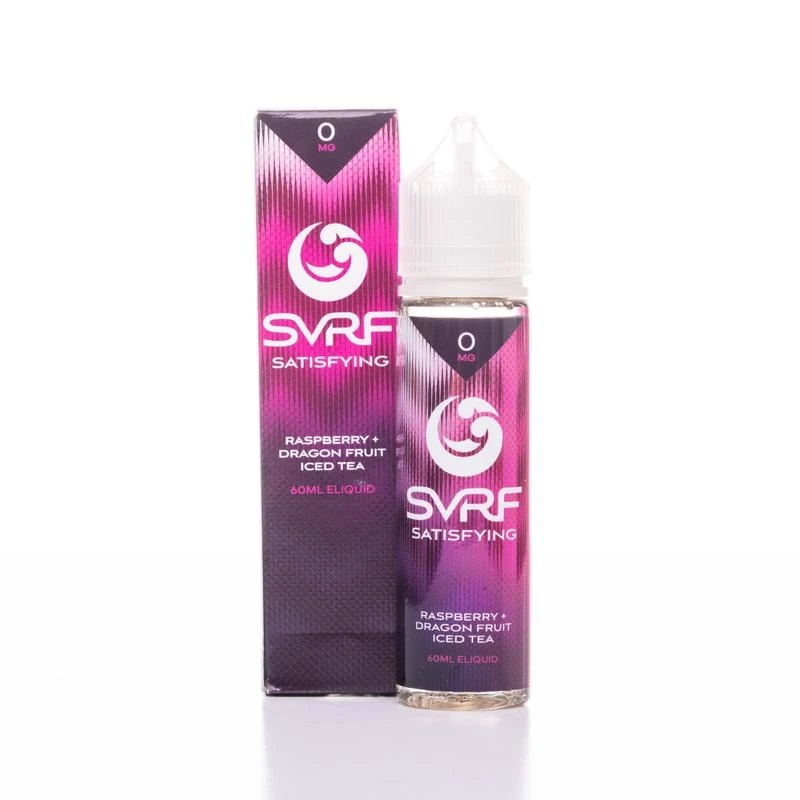 0
MG
SVRF
SATISFYING
RASPBERRY +
DRAGON FRUIT
ICED TEA
60ML ELIQUID
0
MG
SVRF
SATISFYING
RASPBERRY +
DRAGON FRUIT
ICED TEA
60ML ELIQUID